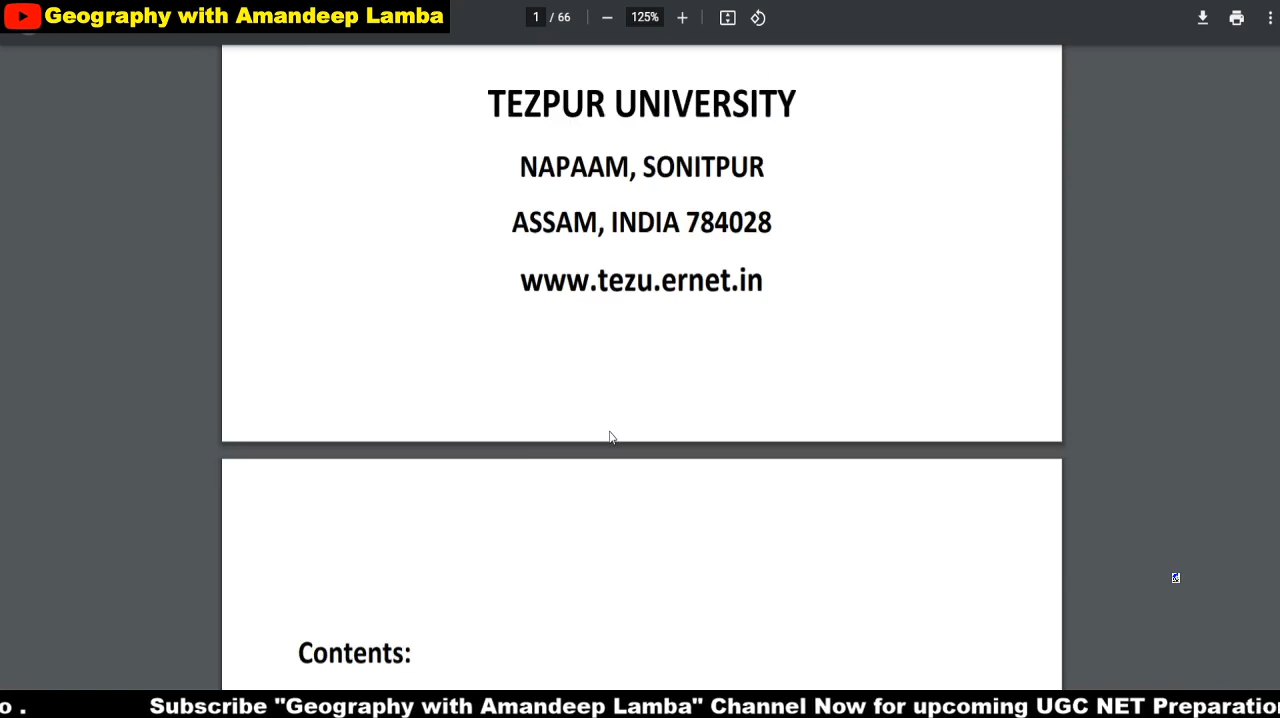 Geography with Amandeep Lamba
1 / 66
125%
TEZPUR UNIVERSITY
NAPAAM, SONITPUR
ASSAM, INDIA 784028
www.tezu.ernet.in
Contents:
o . Subscribe "Geography with Amandeep Lamba" Channel Now for upcoming UGC NET Preparatio